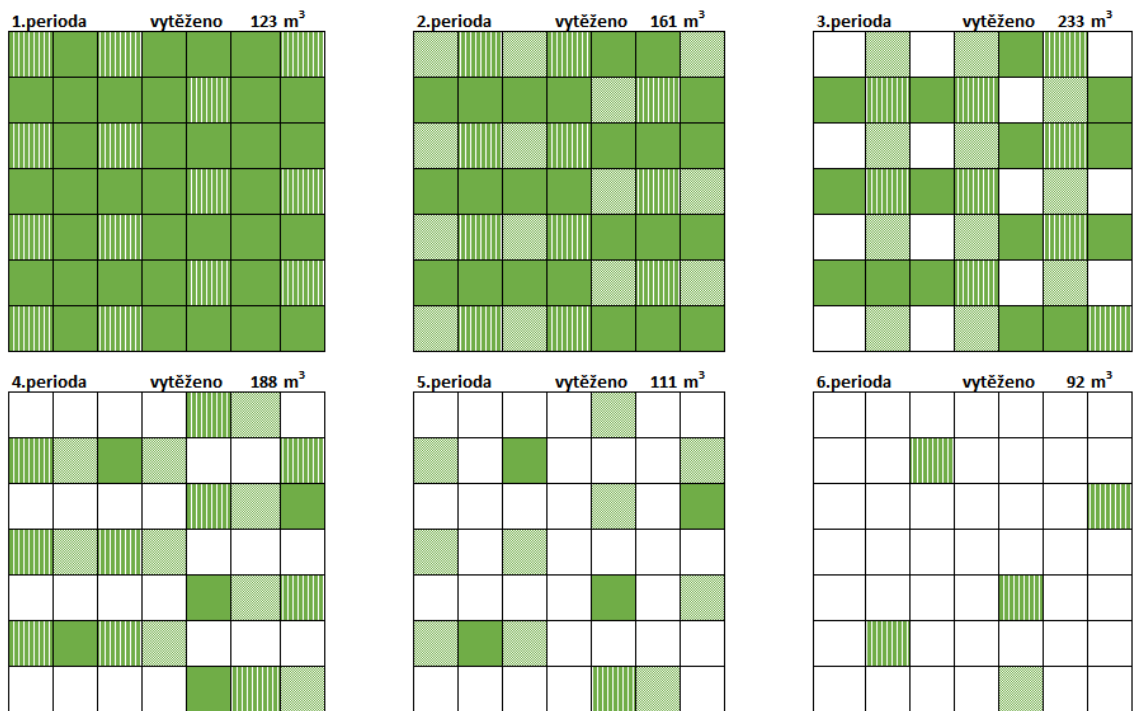 1.perioda vytěženo 123 m³
2.perioda vytěženo 161 m³
3.perioda vytěženo 233 m³
4.perioda vytěženo 188 m³
5.perioda vytěženo 111 m³
6.perioda vytěženo 92 m³